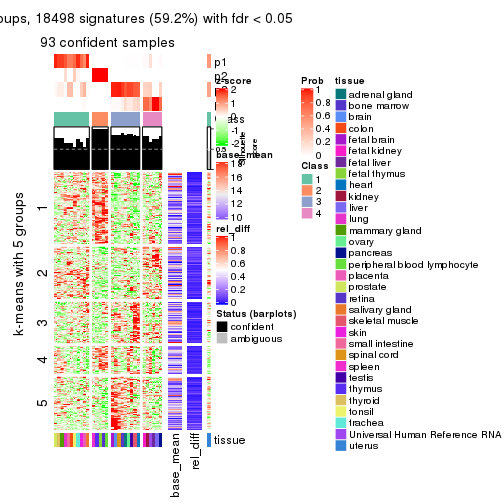 oups, 18498 signatures (59.2%) with fdr < 0.05
93 confident samples
p1
p2
z-score
2
1
0
-1
-2
base_mean
18
16
14
12
10
rel_diff
1
0.8
0.6
0.4
0.2
0
Status (barplots)
confident
ambiguous
Prob
1
0.8
0.6
0.4
0.2
0
Class
1
2
3
4
tissue
adrenal gland
bone marrow
brain
colon
fetal brain
fetal kidney
fetal liver
fetal thymus
heart
kidney
liver
lung
mammary gland
ovary
pancreas
peripheral blood lymphocyte
placenta
prostate
retina
salivary gland
skeletal muscle
skin
small intestine
spinal cord
spleen
testis
thymus
thyroid
tonsil
trachea
Universal Human Reference RNA
uterus
k-means with 5 groups
1
2
3
4
5
tissue
base_mean
rel_diff